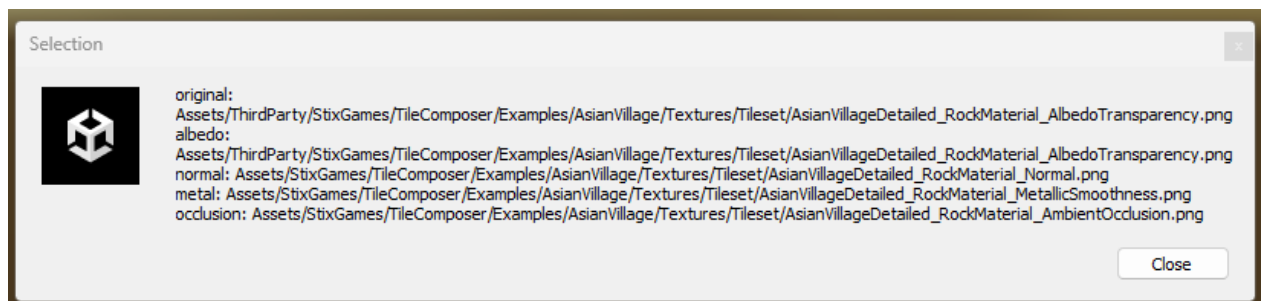 Selection
x
original:
Assets/ThirdParty/StixGames/TileComposer/Examples/AsianVillage/Textures/Tileset/AsianVillageDetailed_RockMaterial_AlbedoTransparency.png
albedo:
Assets/ThirdParty/StixGames/TileComposer/Examples/AsianVillage/Textures/Tileset/AsianVillageDetailed_RockMaterial_AlbedoTransparency.png
normal: Assets/StixGames/TileComposer/Examples/AsianVillage/Textures/Tileset/AsianVillageDetailed_RockMaterial_Normal.png
metal: Assets/StixGames/TileComposer/Examples/AsianVillage/Textures/Tileset/AsianVillageDetailed_RockMaterial_MetallicSmoothness.png
occlusion: Assets/StixGames/TileComposer/Examples/AsianVillage/Textures/Tileset/AsianVillageDetailed_RockMaterial_AmbientOcclusion.png
Close